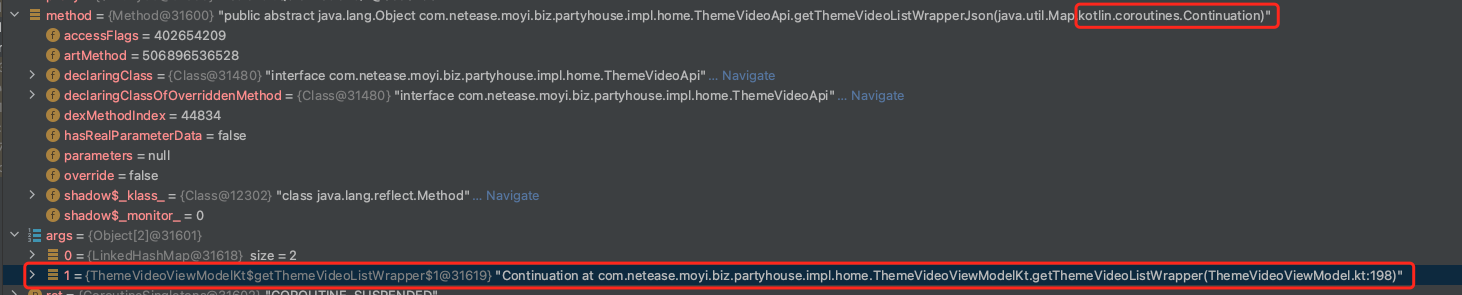 method = {Method@31600} "public abstract java.lang.Object com.netease.moyi.biz.partyhouse.impl.home.ThemeVideoApi.getThemeVideoListWrapperJson(java.util.Map,kotlin.coroutines.Continuation)"
accessFlags = 402654209
artMethod = 506896536528
declaringClass = {Class@31480} "interface com.netease.moyi.biz.partyhouse.impl.home.ThemeVideoApi" ... Navigate
declaringClassOfOverriddenMethod = {Class@31480} "interface com.netease.moyi.biz.partyhouse.impl.home.ThemeVideoApi" ... Navigate
dexMethodIndex = 44834
hasRealParameterData = false
parameters = null
override = false
shadow$_klass_ = {Class@12302} "class java.lang.reflect.Method" ... Navigate
shadow$_monitor_ = 0
args = {Object[2]@31601}
0 = {LinkedHashMap@31618} size = 2
1 = {ThemeVideoViewModelKt$getThemeVideoListWrapper$1@31619} "Continuation at com.netease.moyi.biz.partyhouse.impl.home.ThemeVideoViewModelKt.getThemeVideoListWrapper(ThemeVideoViewModel.kt:198)"